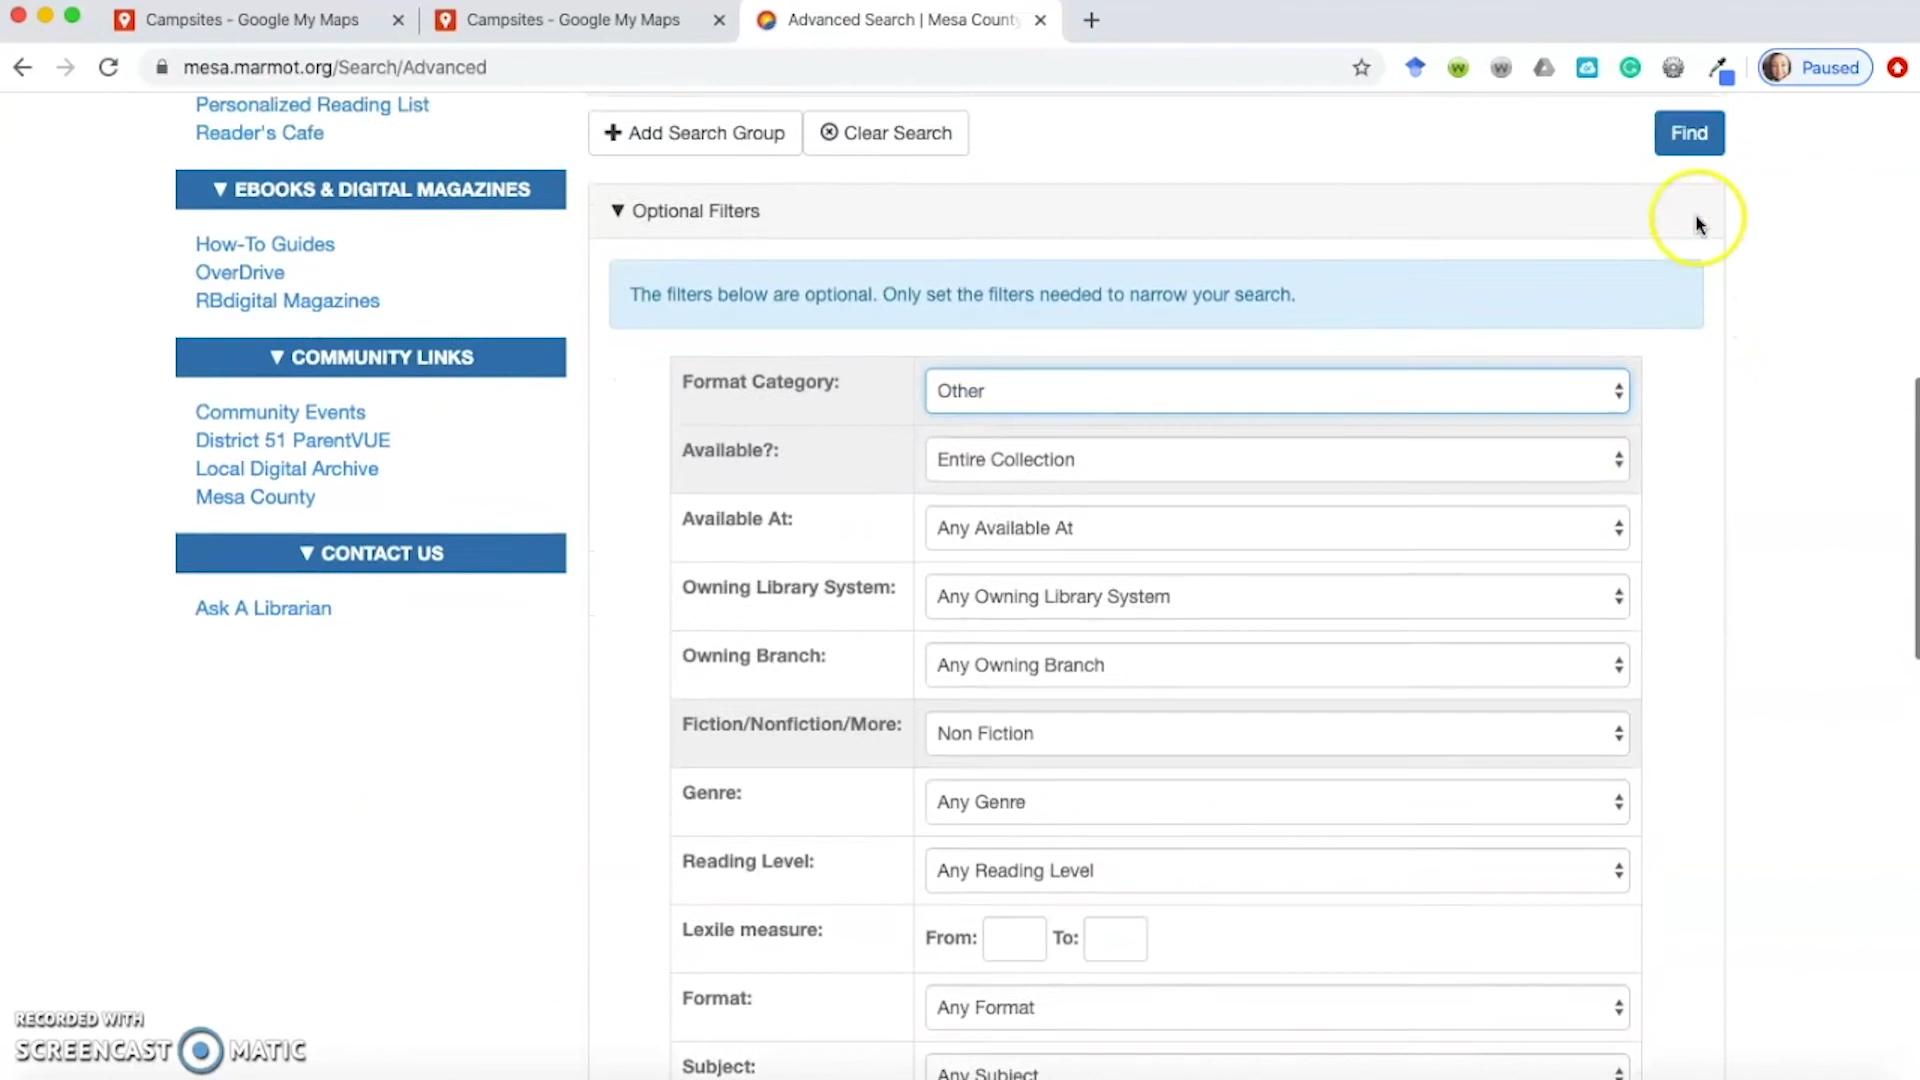 Campsites - Google My Maps
Campsites - Google My Maps
Advanced Search | Mesa County
mesa.marmot.org/Search/Advanced
Paused
Personalized Reading List
Reader's Cafe
▼ EBOOKS & DIGITAL MAGAZINES
How-To Guides
OverDrive
RBdigital Magazines
▼ COMMUNITY LINKS
Community Events
District 51 ParentVUE
Local Digital Archive
Mesa County
▼ CONTACT US
Ask A Librarian
Add Search Group
Clear Search
Find
▼ Optional Filters
The filters below are optional. Only set the filters needed to narrow your search.
Format Category: Other
Available?: Entire Collection
Available At: Any Available At
Owning Library System: Any Owning Library System
Owning Branch: Any Owning Branch
Fiction/Nonfiction/More: Non Fiction
Genre: Any Genre
Reading Level: Any Reading Level
Lexile measure: From: To:
Format: Any Format
Subject: Any Subject
RECORDED WITH
SCREENCAST MATIC